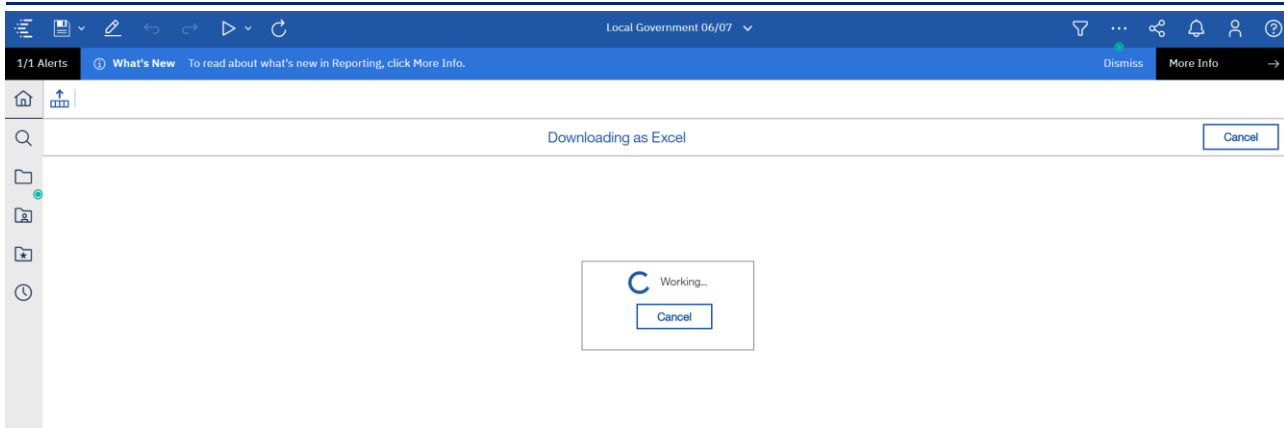 Local Government 06/07
1/1 Alerts
What's New To read about what's new in Reporting, click More Info.
Dismiss
More Info
Downloading as Excel
Cancel
Working...
Cancel